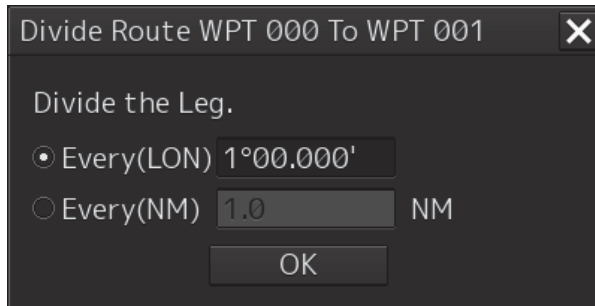 Divide Route WPT 000 To WPT 001
Divide the Leg.
Every(LON) 1°00.000'
Every(NM) 1.0 NM
OK